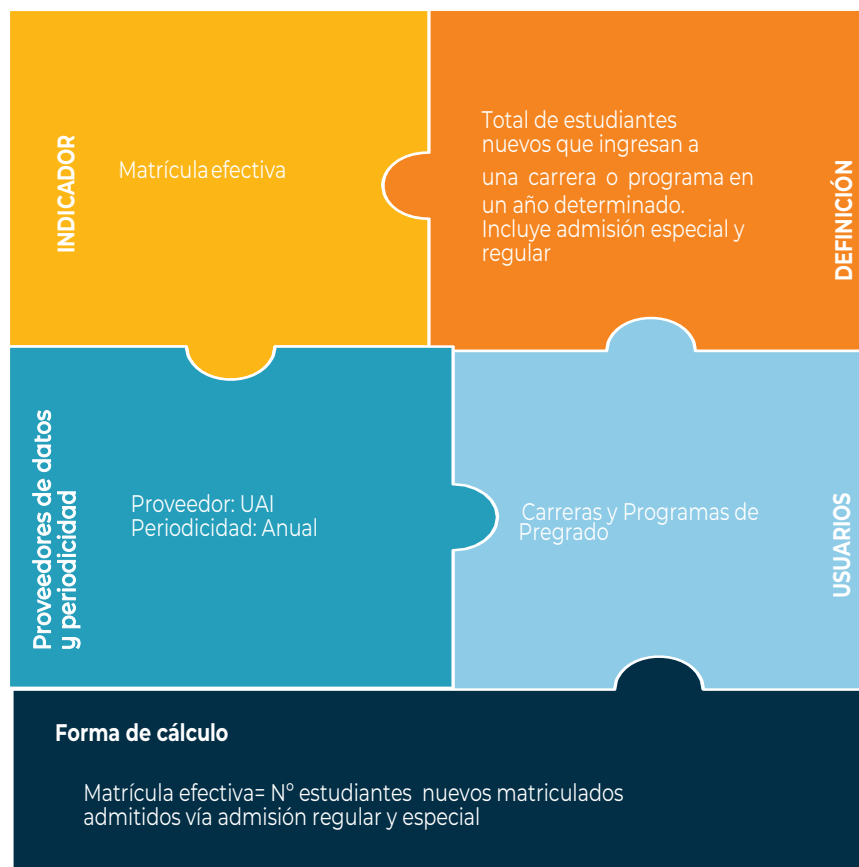 INDICADOR
Matrícula efectiva
Total de estudiantes
nuevos que ingresan a
una carrera o programa en
un año determinado.
Incluye admisión especial y
regular
DEFINICIÓN
Proveedores de datos
y periodicidad
Proveedor: UAI
Periodicidad: Anual
Carreras y Programas de
Pregrado
USUARIOS
Forma de cálculo
Matrícula efectiva= N° estudiantes nuevos matriculados
admitidos vía admisión regular y especial